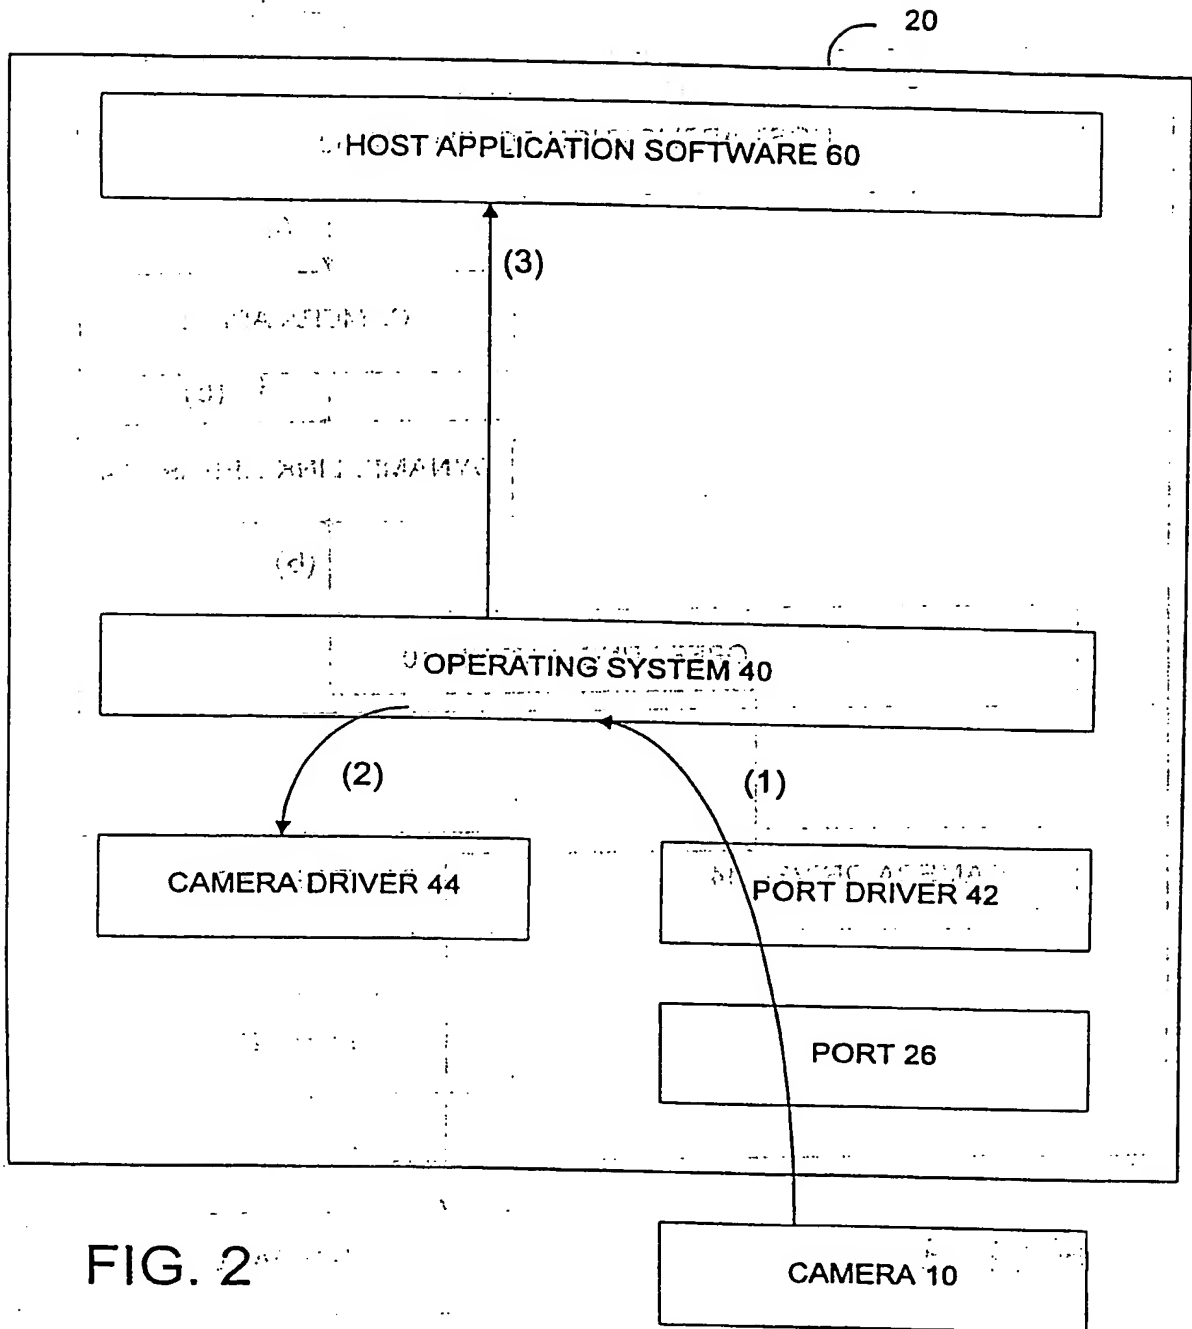 20
HOST APPLICATION SOFTWARE 60
(3)
OPERATING SYSTEM 40
(2)
(1)
CAMERA DRIVER 44
PORT DRIVER 42
PORT 26
FIG. 2
CAMERA 10